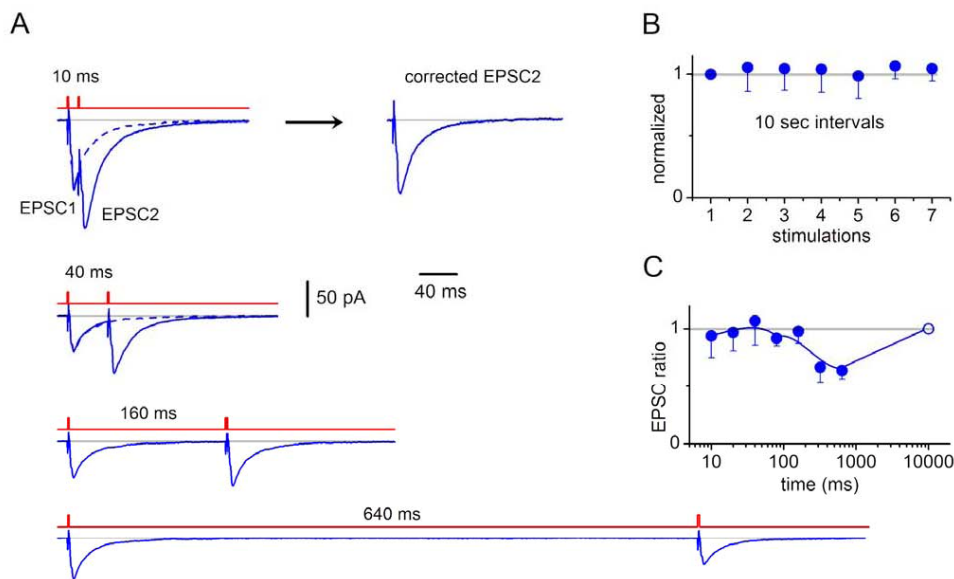 A
10 ms
corrected EPSC2
EPSC1
EPSC2
40 ms
50 pA
40 ms
160 ms
640 ms
B
normalized
1
10 sec intervals
0
1 2 3 4 5 6 7
stimulations
C
EPSC ratio
1
0
10 100 1000 10000
time (ms)